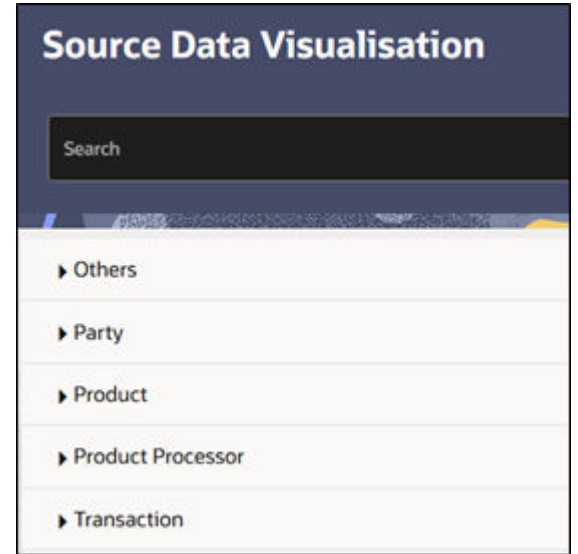 Source Data Visualisation
Search
Others
Party
Product
Product Processor
Transaction